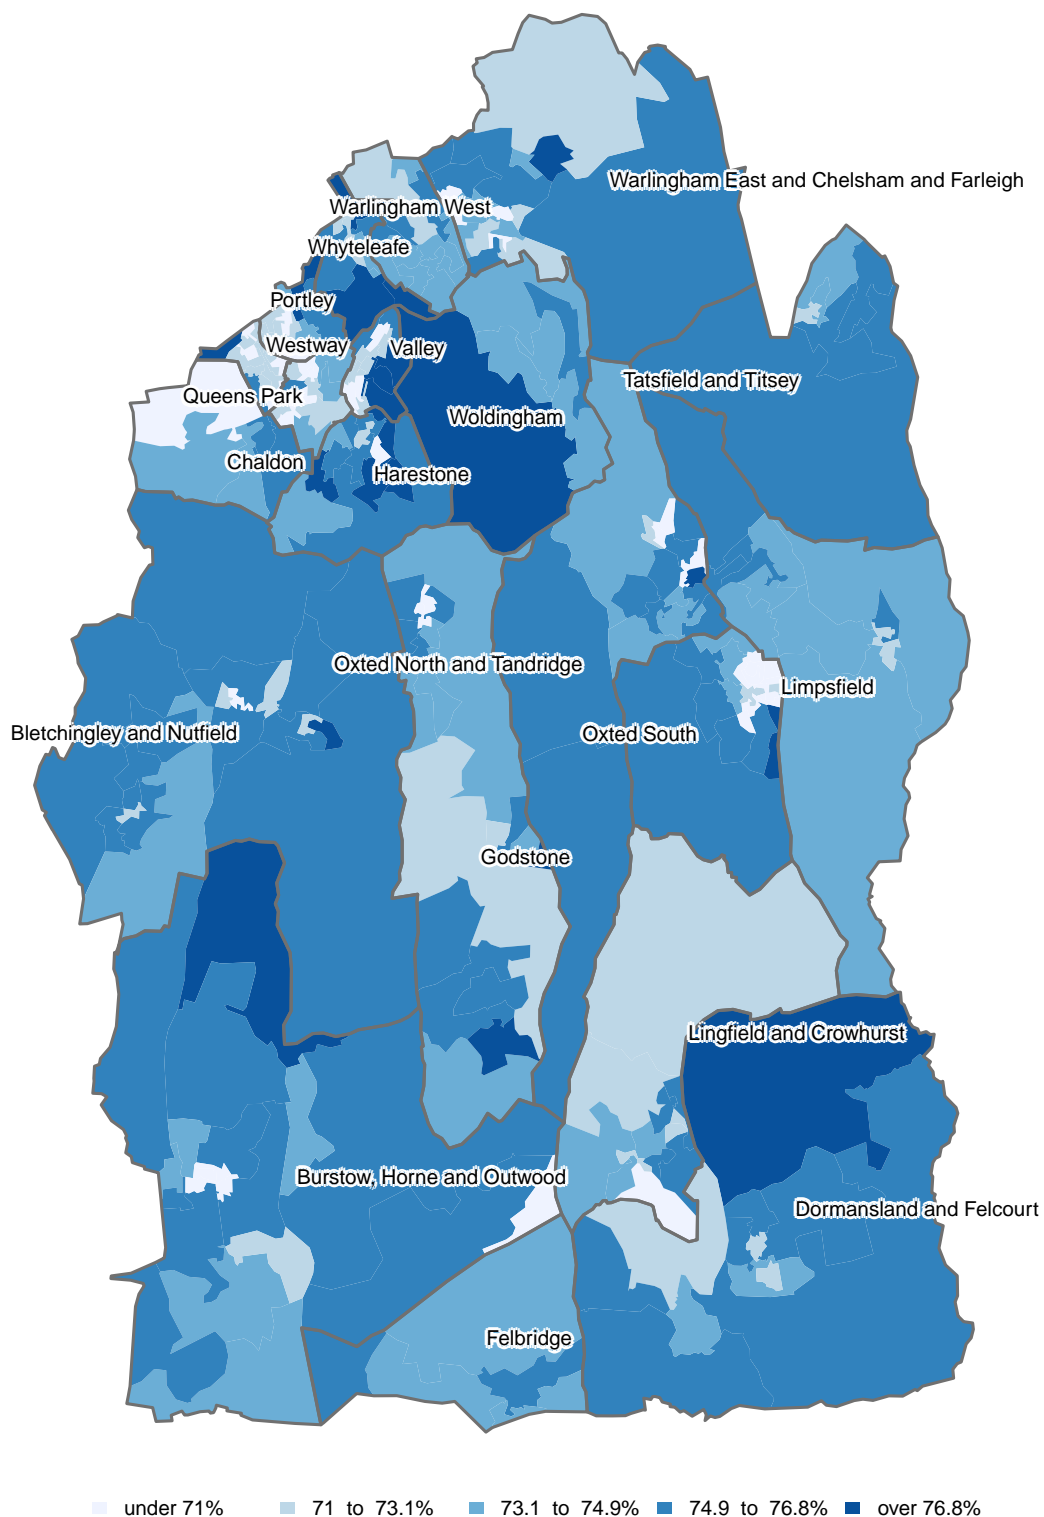 Warlingham East and Chelsham and Farleigh
Warlingham West
Whyteleafe
Portley
Westway
Valley
Tatsfield and Titsey
Queens Park
Woldingham
Chaldon
Harestone
Oxted North and Tandridge
Limpsfield
Bletchingley and Nutfield
Oxted South
Godstone
Lingfield and Crowhurst
Burstow, Horne and Outwood
Dormansland and Felcourt
Felbridge
under 71% 71 to 73.1% 73.1 to 74.9% 74.9 to 76.8% over 76.8%